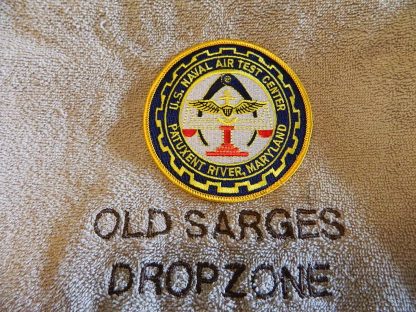 U.S. NAVAL AIR TEST CENTER
PATUXENT RIVER, MARYLAND
OLD SARGES
DROPZONE